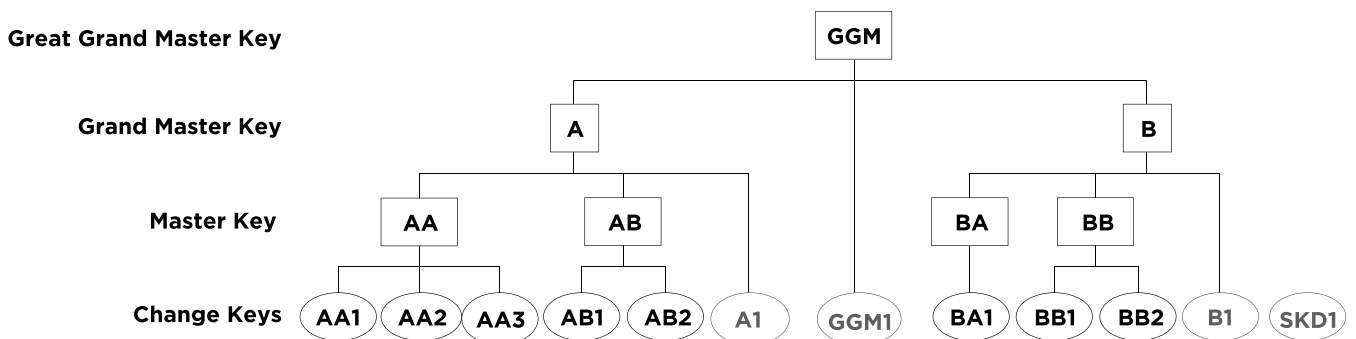 Great Grand Master Key GGM
Grand Master Key A B
Master Key AA AB BA BB
Change Keys AA1 AA2 AA3 AB1 AB2 A1 GGM1 BA1 BB1 BB2 B1 SKD1